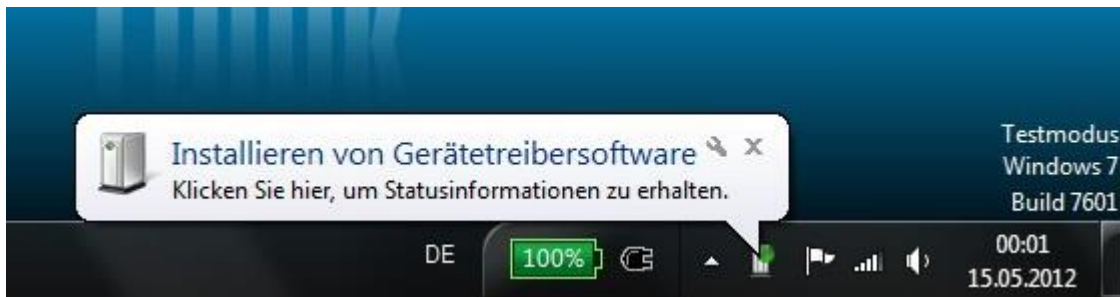 Installieren von Gerätetreibersoftware
Klicken Sie hier, um Statusinformationen zu erhalten.
Testmodus
Windows 7
Build 7601
DE
100%
00:01
15.05.2012